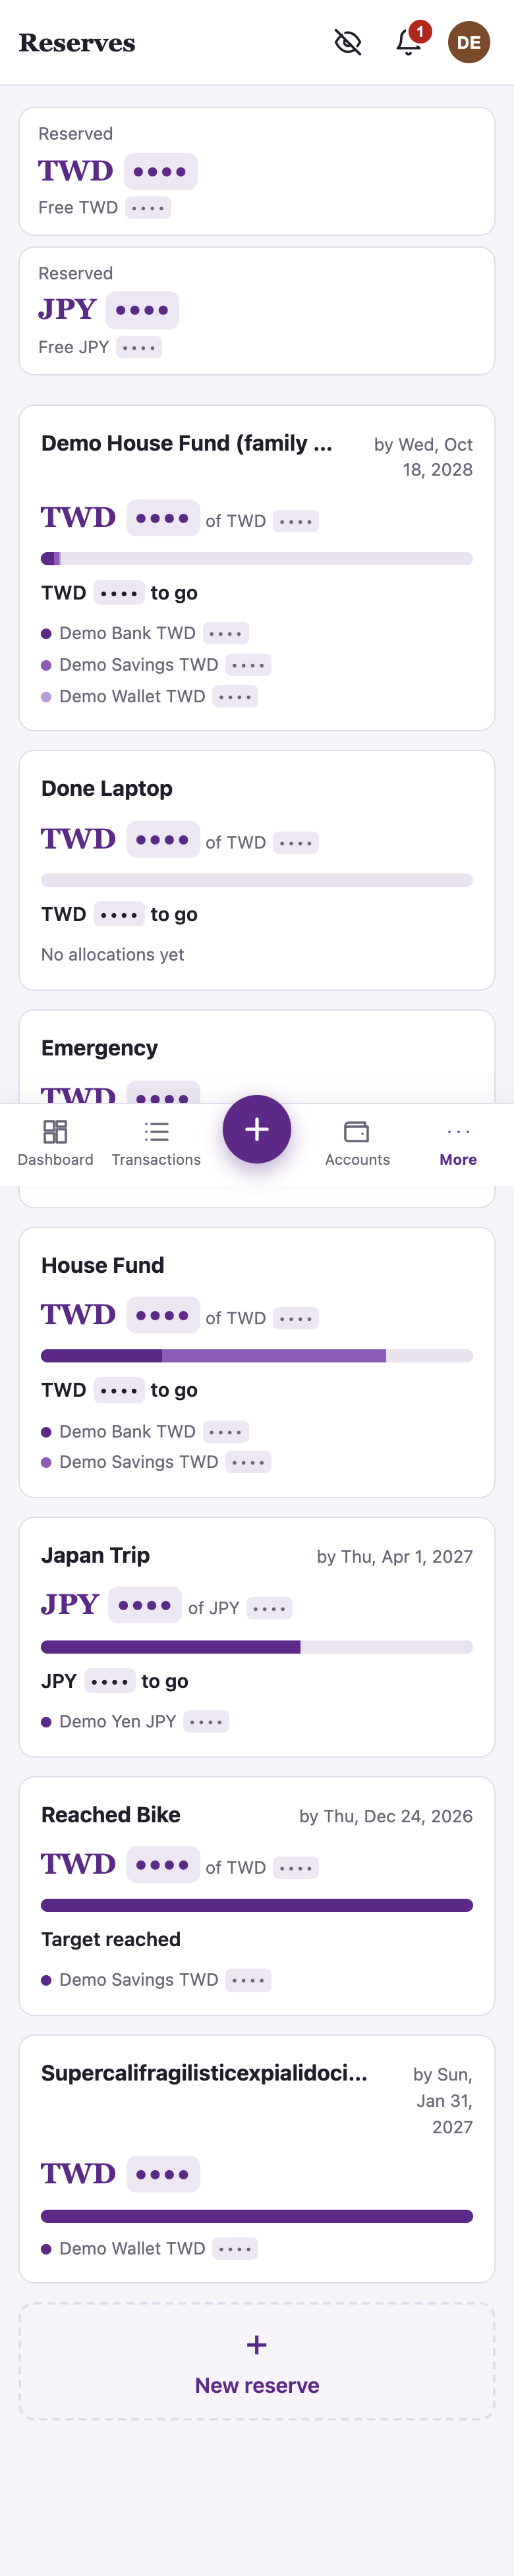 Reserves
1
DE
Reserved
TWD ••••
Free TWD ••••
Reserved
JPY ••••
Free JPY ••••
Demo House Fund (family ...
by Wed, Oct 18, 2028
TWD •••• of TWD ••••
TWD •••• to go
Demo Bank TWD ••••
Demo Savings TWD ••••
Demo Wallet TWD ••••
Done Laptop
TWD •••• of TWD ••••
TWD •••• to go
No allocations yet
Emergency
TWD ••••
Dashboard
Transactions
Accounts
More
House Fund
TWD •••• of TWD ••••
TWD •••• to go
Demo Bank TWD ••••
Demo Savings TWD ••••
Japan Trip
by Thu, Apr 1, 2027
JPY •••• of JPY ••••
JPY •••• to go
Demo Yen JPY ••••
Reached Bike
by Thu, Dec 24, 2026
TWD •••• of TWD ••••
Target reached
Demo Savings TWD ••••
Supercalifragilisticexpialidoci...
by Sun, Jan 31, 2027
TWD ••••
Demo Wallet TWD ••••
+
New reserve